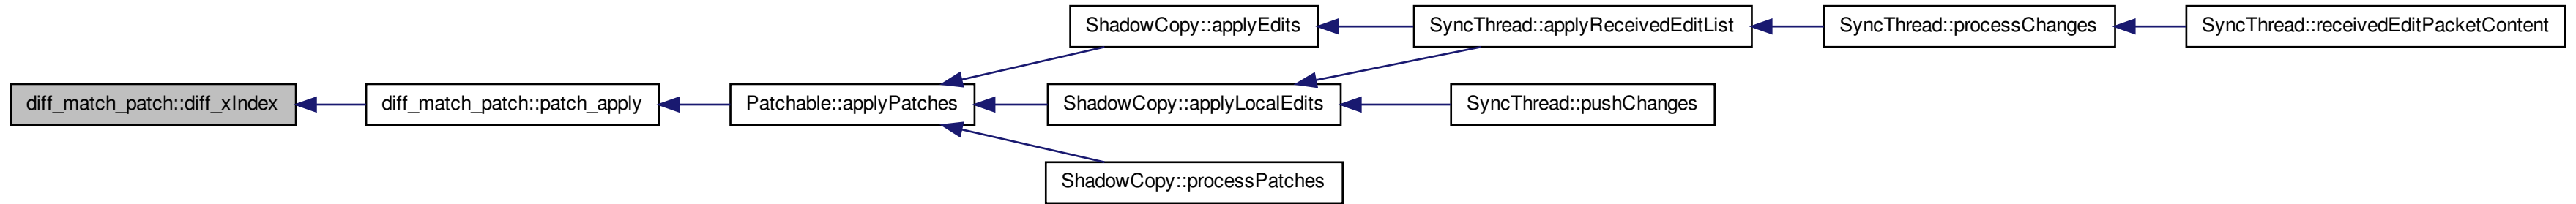 ShadowCopy::applyEdits
SyncThread::applyReceivedEditList
SyncThread::processChanges
SyncThread::receivedEditPacketContent
diff_match_patch::diff_xIndex
diff_match_patch::patch_apply
Patchable::applyPatches
ShadowCopy::applyLocalEdits
SyncThread::pushChanges
ShadowCopy::processPatches